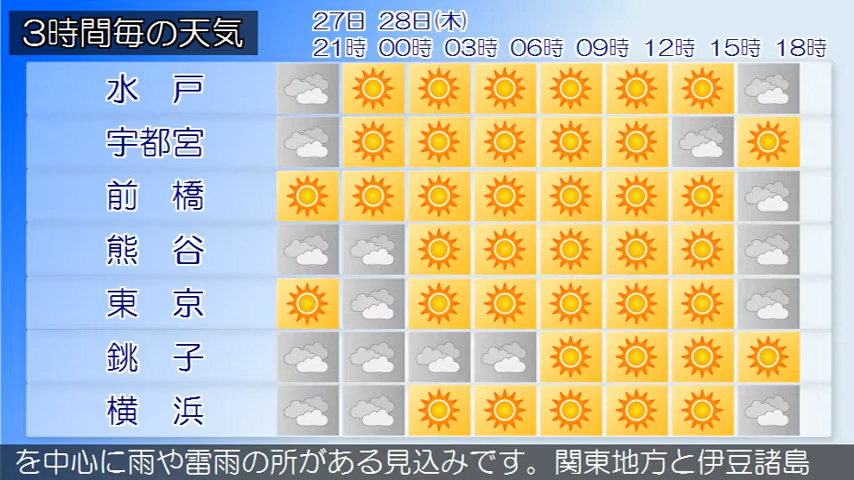 3時間毎の天気
27日 28日(木)
21時 00時 03時 06時 09時 12時 15時 18時
水戸
宇都宮
前橋
熊谷
東京
銚子
横浜
を中心に雨や雷雨の所がある見込みです。関東地方と伊豆諸島